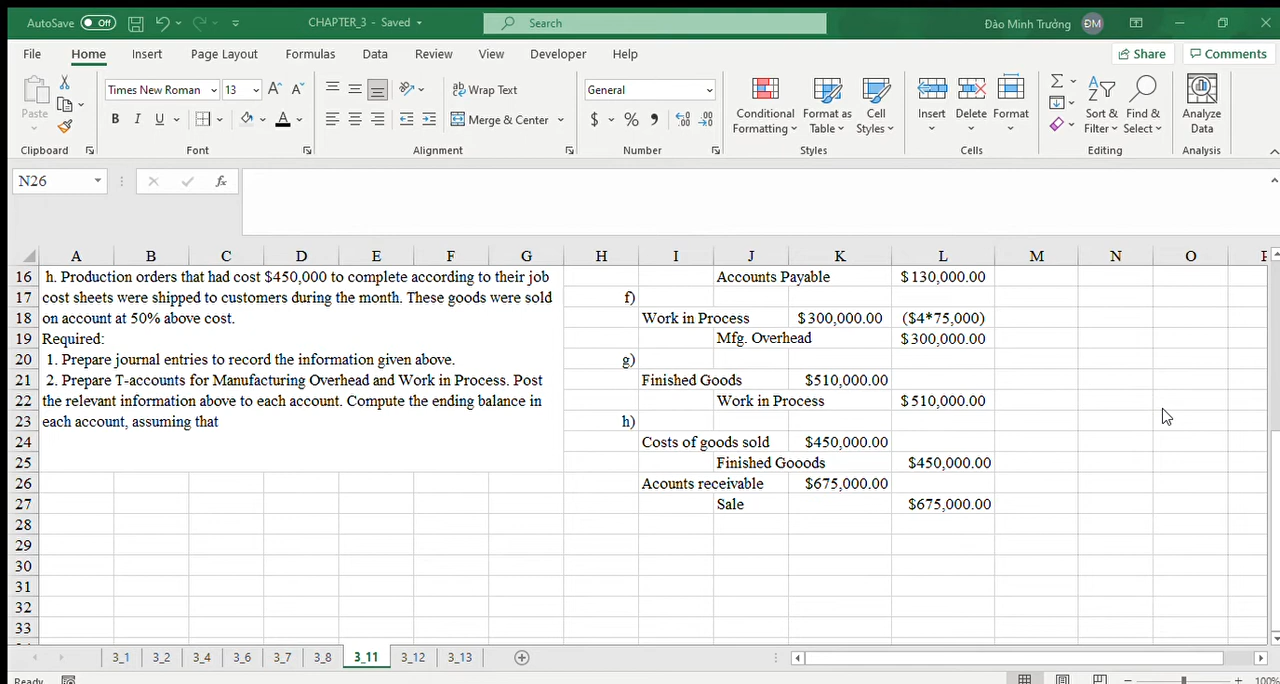 AutoSave Off CHAPTER_3 - Saved Search Đào Minh Trưởng ĐM
File Home Insert Page Layout Formulas Data Review View Developer Help Share Comments
Paste Times New Roman 13 A A Wrap Text General Conditional Formatting Format as Table Cell Styles Insert Delete Format Sort & Filter Find & Select Analyze Data
B I U A Merge & Center $ % 9 .00 .00
Clipboard Font Alignment Number Styles Cells Editing Analysis
N26 fx
A B C D E F G H I J K L M N O P
16 h. Production orders that had cost $450,000 to complete according to their job Accounts Payable $130,000.00
17 cost sheets were shipped to customers during the month. These goods were sold f)
18 on account at 50% above cost. Work in Process $300,000.00 ($4*75,000)
19 Required: Mfg. Overhead $300,000.00
20 1. Prepare journal entries to record the information given above. g)
21 2. Prepare T-accounts for Manufacturing Overhead and Work in Process. Post Finished Goods $510,000.00
22 the relevant information above to each account. Compute the ending balance in Work in Process $510,000.00
23 each account, assuming that h)
24 Costs of goods sold $450,000.00
25 Finished Gooods $450,000.00
26 Acounts receivable $675,000.00
27 Sale $675,000.00
28
29
30
31
32
33
3_1 3_2 3_4 3_6 3_7 3_8 3_11 3_12 3_13
Ready 100%